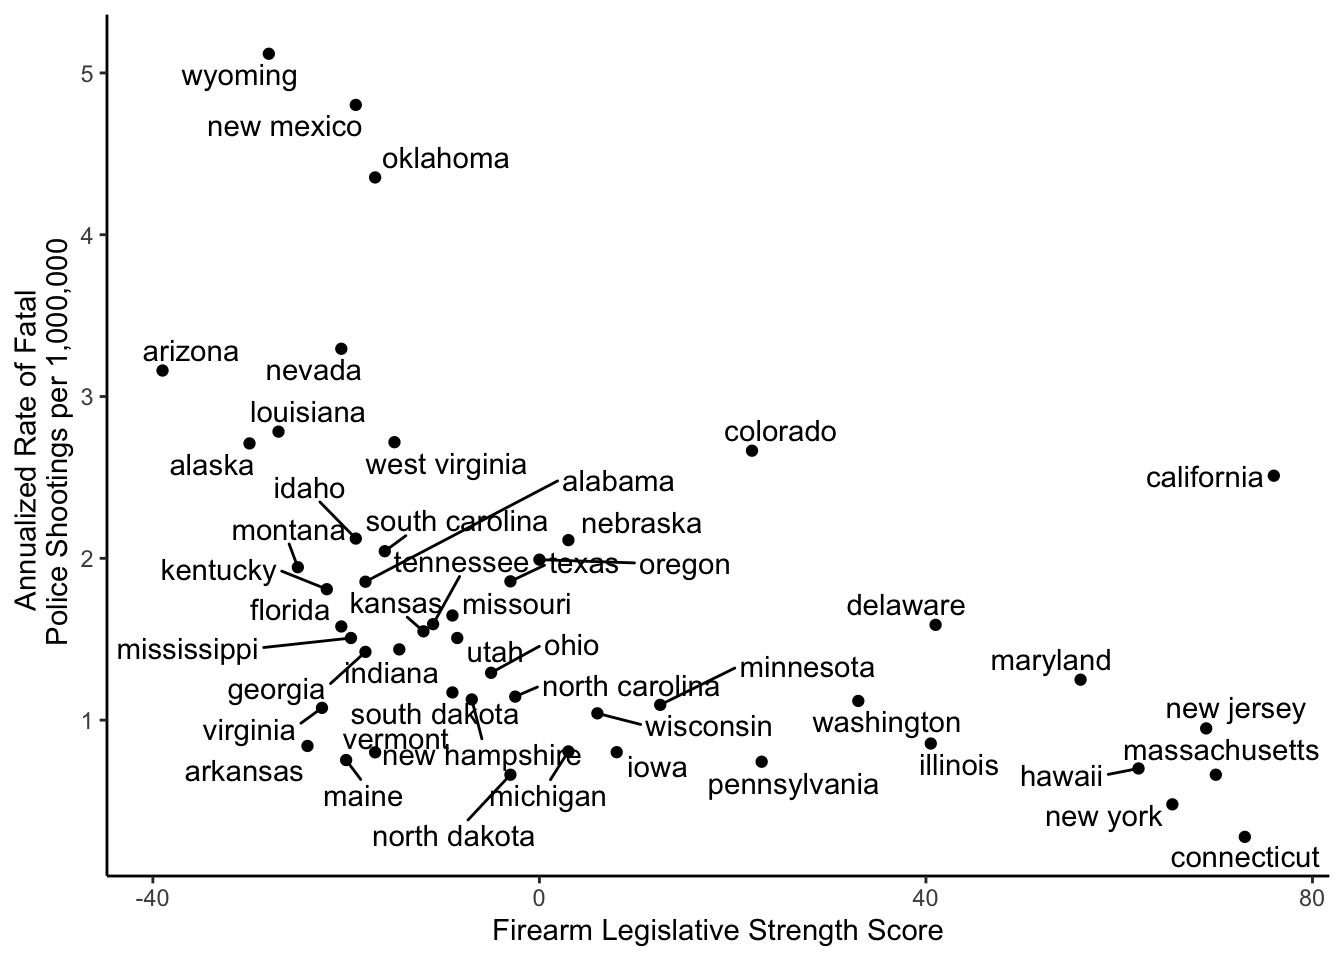 wyoming
new mexico
oklahoma
arizona
nevada
louisiana
colorado
alaska
west virginia
california
idaho
alabama
montana
south carolina
nebraska
kentucky
tennessee
texas
oregon
florida
kansas
missouri
delaware
mississippi
utah
ohio
maryland
indiana
minnesota
georgia
north carolina
new jersey
south dakota
virginia
wisconsin
washington
vermont
new hampshire
massachusetts
arkansas
iowa
illinois
hawaii
maine
michigan
pennsylvania
new york
north dakota
connecticut
5
4
3
2
1
-40
0
40
80
Annualized Rate of Fatal
Police Shootings per 1,000,000
Firearm Legislative Strength Score